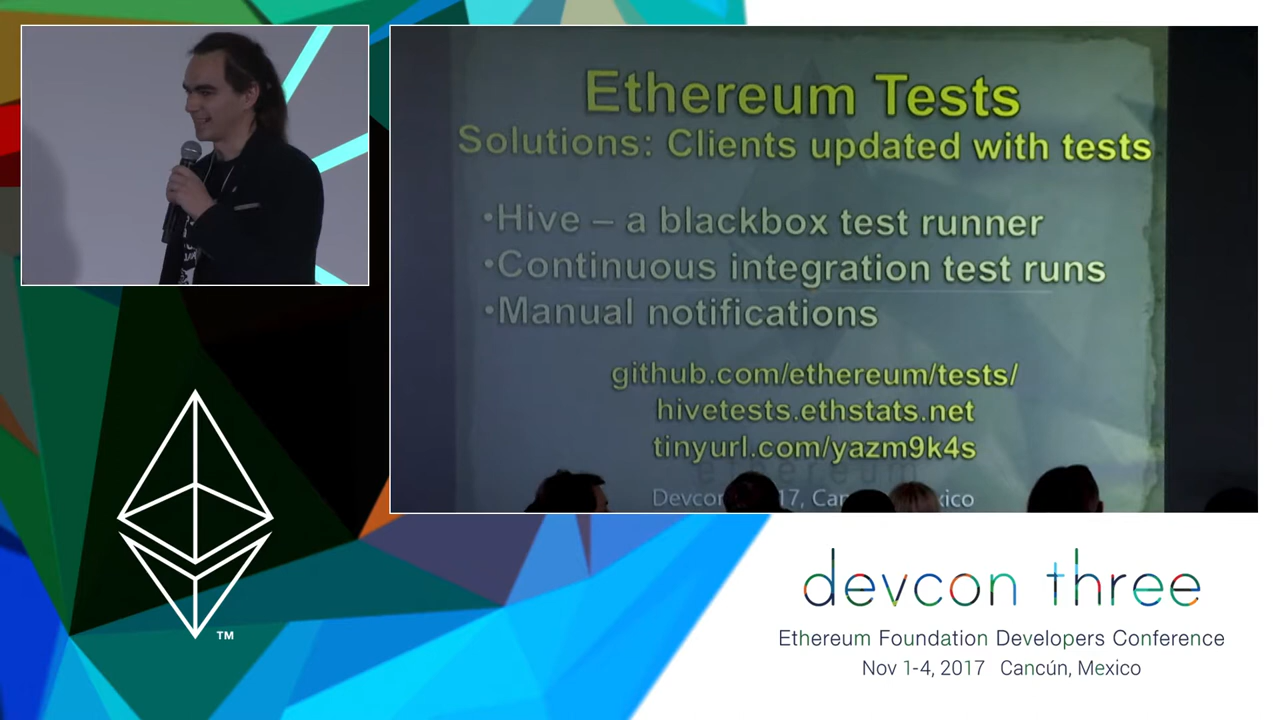 Ethereum Tests
Solutions: Clients updated with tests
•Hive – a blackbox test runner
•Continuous integration test runs
•Manual notifications
github.com/ethereum/tests/
hivetests.ethstats.net
tinyurl.com/yazm9k4s
ethereum
TM
devcon three
Ethereum Foundation Developers Conference
Nov 1-4, 2017 Cancún, Mexico